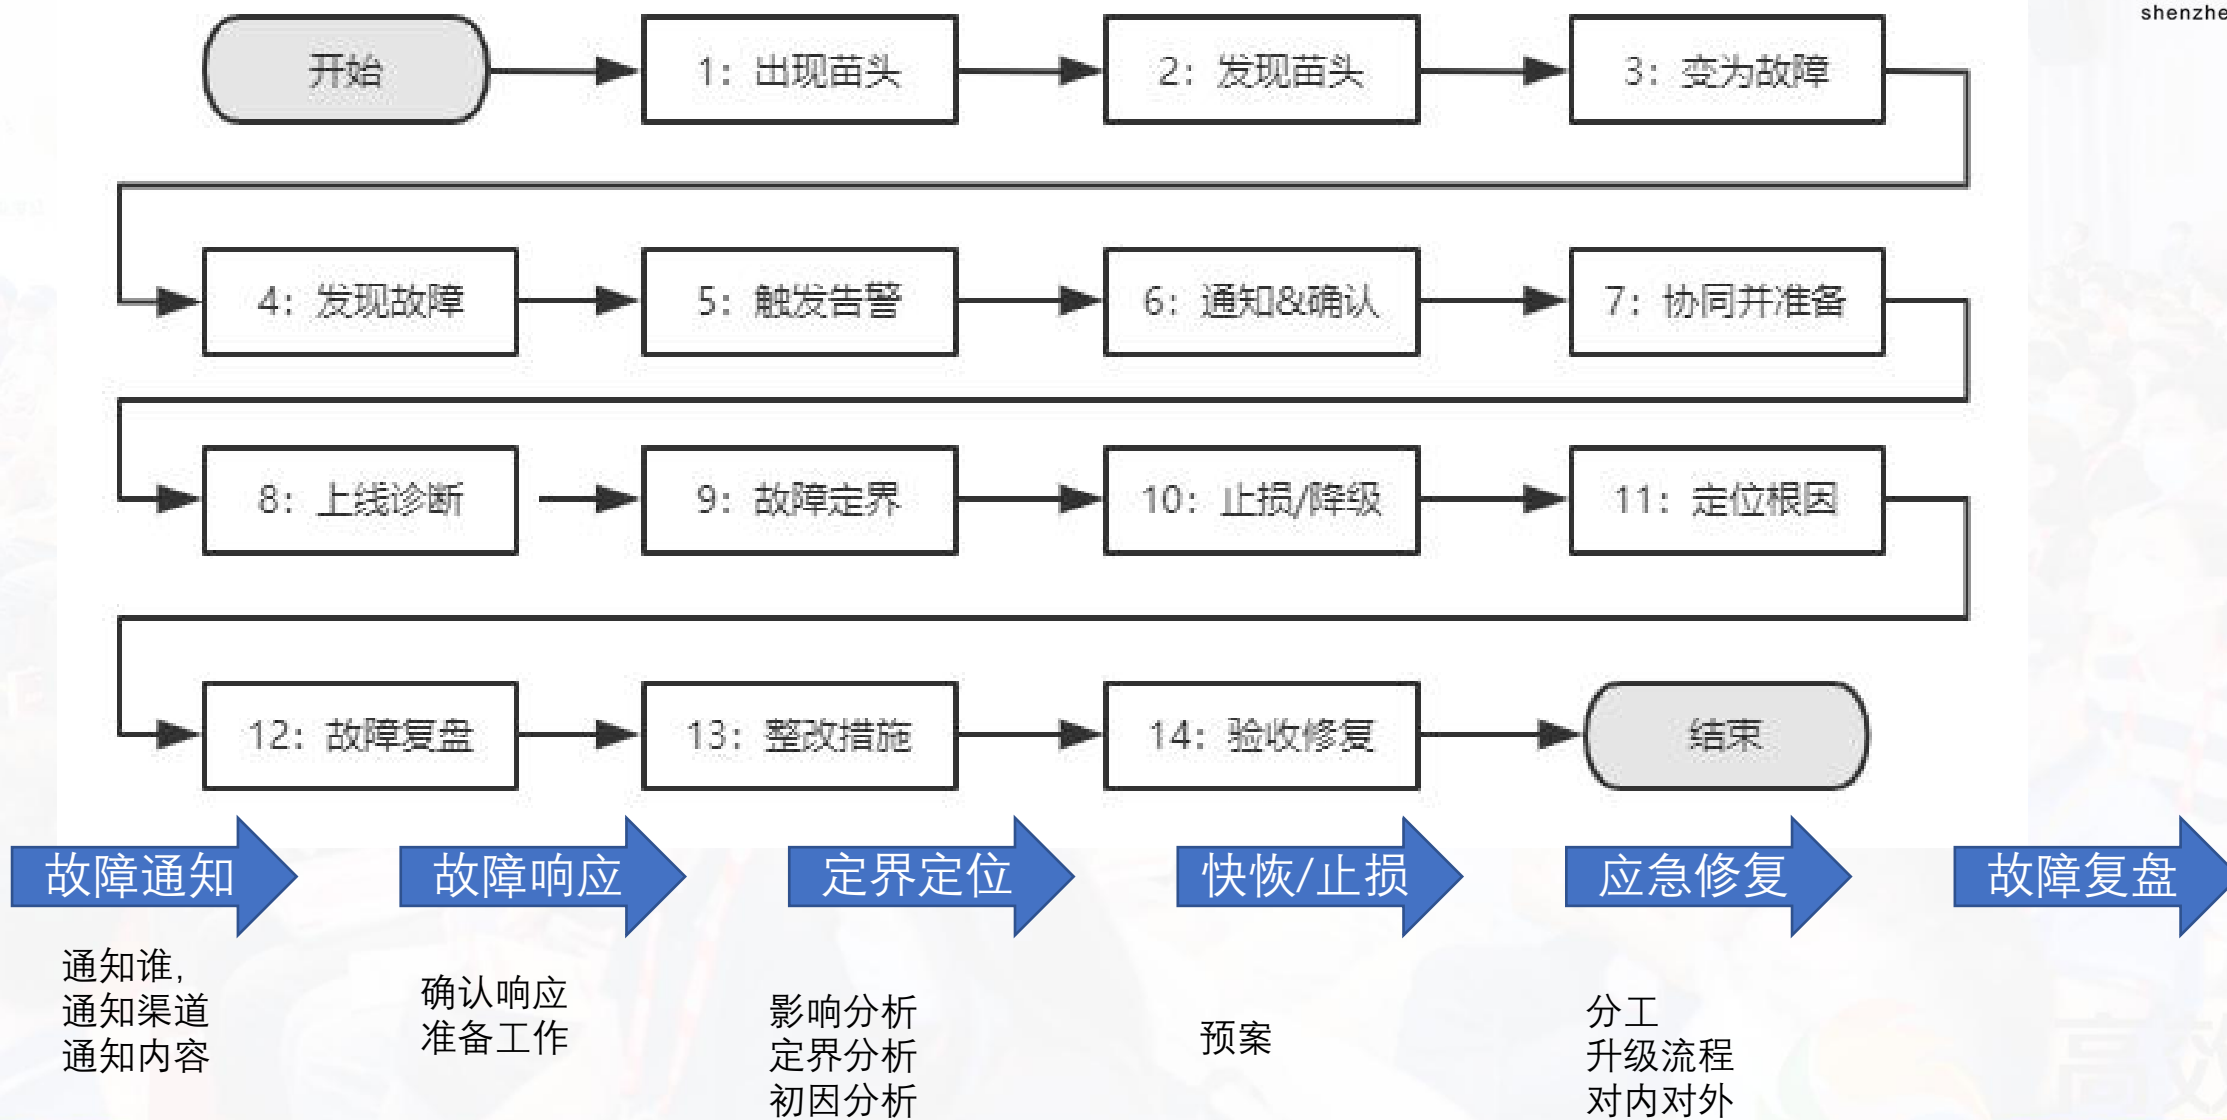 shenzhe
开始
1: 出现苗头
2: 发现苗头
3: 变为故障
4: 发现故障
5: 触发告警
6: 通知&确认
7: 协同并准备
8: 上线诊断
9: 故障定界
10: 止损/降级
11: 定位根因
12: 故障复盘
13: 整改措施
14: 验收修复
结束
故障通知
故障响应
定界定位
快恢/止损
应急修复
故障复盘
通知谁,
通知渠道
通知内容
确认响应
准备工作
影响分析
定界分析
初因分析
预案
分工
升级流程
对内对外
高效